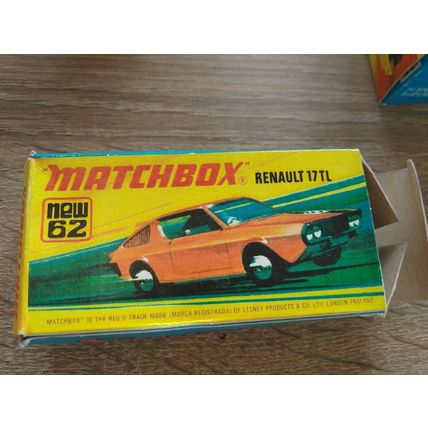 "MATCHBOX"® RENAULT 17TL
new
62
"MATCHBOX" IS THE REG'D TRADE MARK (MARCA REGISTRADA) OF LESNEY PRODUCTS & CO. LTD. LONDON ENGLAND